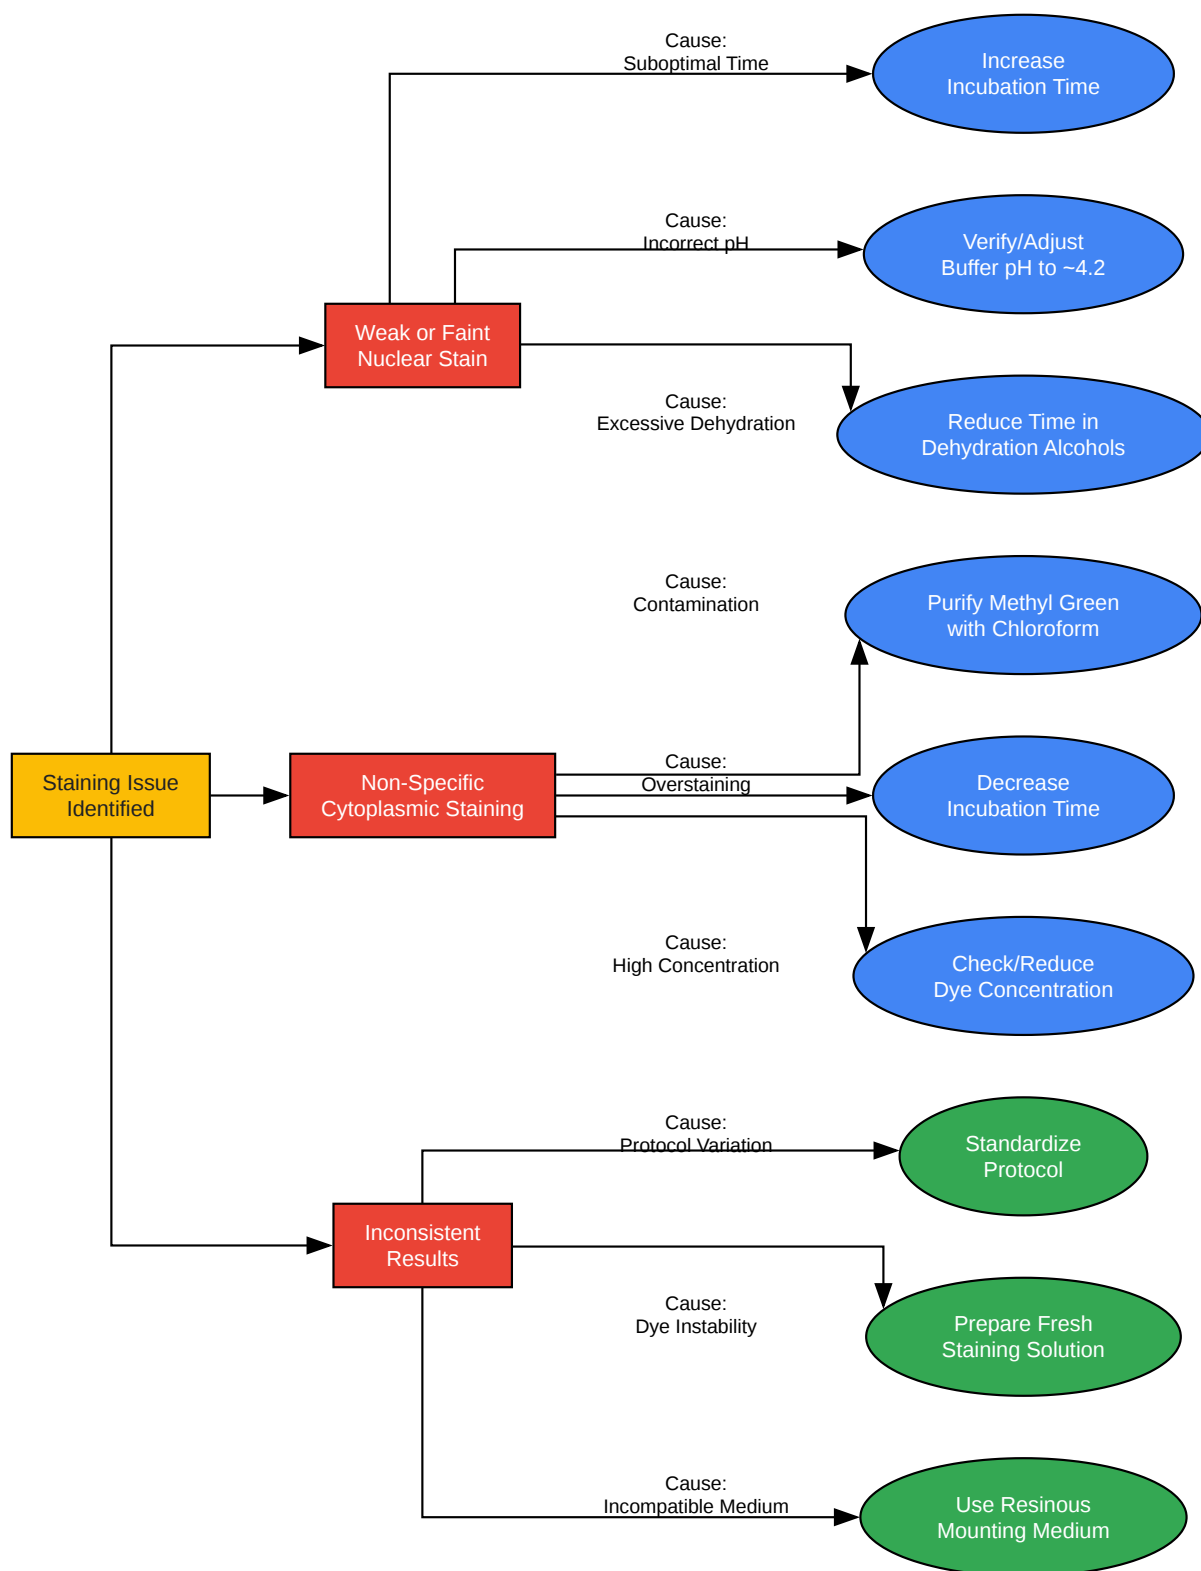 Cause:
Suboptimal Time
Increase
Incubation Time
Cause:
Incorrect pH
Verify/Adjust
Buffer pH to ~4.2
Weak or Faint
Nuclear Stain
Cause:
Excessive Dehydration
Reduce Time in
Dehydration Alcohols
Cause:
Contamination
Purify Methyl Green
with Chloroform
Staining Issue
Identified
Non-Specific
Cytoplasmic Staining
Cause:
Overstaining
Decrease
Incubation Time
Cause:
High Concentration
Check/Reduce
Dye Concentration
Cause:
Protocol Variation
Standardize
Protocol
Inconsistent
Results
Cause:
Dye Instability
Prepare Fresh
Staining Solution
Cause:
Incompatible Medium
Use Resinous
Mounting Medium